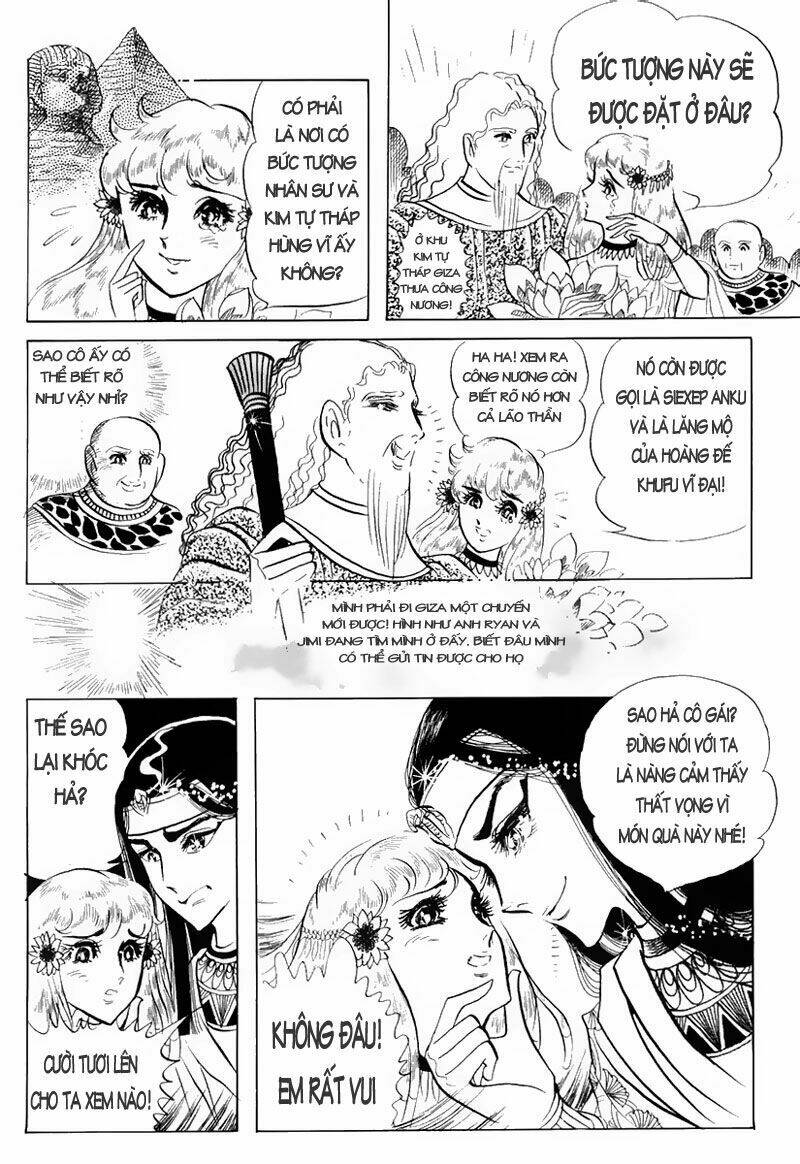 BỨC TƯỢNG NÀY SẼ
ĐƯỢC ĐẶT Ở ĐÂU?
Ở KHU
KIM TỰ
THÁP GIZA
THƯA CÔNG
NƯƠNG!
CÓ PHẢI
LÀ NƠI CÓ
BỨC TƯỢNG
NHÂN SƯ VÀ
KIM TỰ THÁP
HÙNG VĨ ẤY
KHÔNG?
NÓ CÒN ĐƯỢC
GỌI LÀ SIEXEP ANKU
VÀ LÀ LĂNG MỘ
CỦA HOÀNG ĐẾ
KHUFU VĨ ĐẠI!
HA HA! XEM RA
CÔNG NƯƠNG CÒN
BIẾT RÕ NÓ HƠN
CẢ LÃO THẦN
SAO CÔ ẤY CÓ
THỂ BIẾT RÕ
NHƯ VẬY NHỈ?
MÌNH PHẢI ĐI GIZA MỘT CHUYẾN
MỚI ĐƯỢC! HÌNH NHƯ ANH RYAN VÀ
JIMI ĐANG TÌM MÌNH Ở ĐẤY. BIẾT ĐÂU MÌNH
CÓ THỂ GỬI TIN ĐƯỢC CHO HỌ
SAO HẢ CÔ GÁI?
ĐỪNG NÓI VỚI TA
LÀ NÀNG CẢM THẤY
THẤT VỌNG VÌ
MÓN QUÀ NÀY NHÉ!
KHÔNG ĐÂU!
EM RẤT VUI
THẾ SAO
LẠI KHÓC
HẢ?
CƯỜI TƯƠI LÊN
CHO TA XEM NÀO!